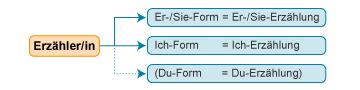 Erzähler/in
Er-/Sie-Form = Er-/Sie-Erzählung
Ich-Form = Ich-Erzählung
(Du-Form = Du-Erzählung)